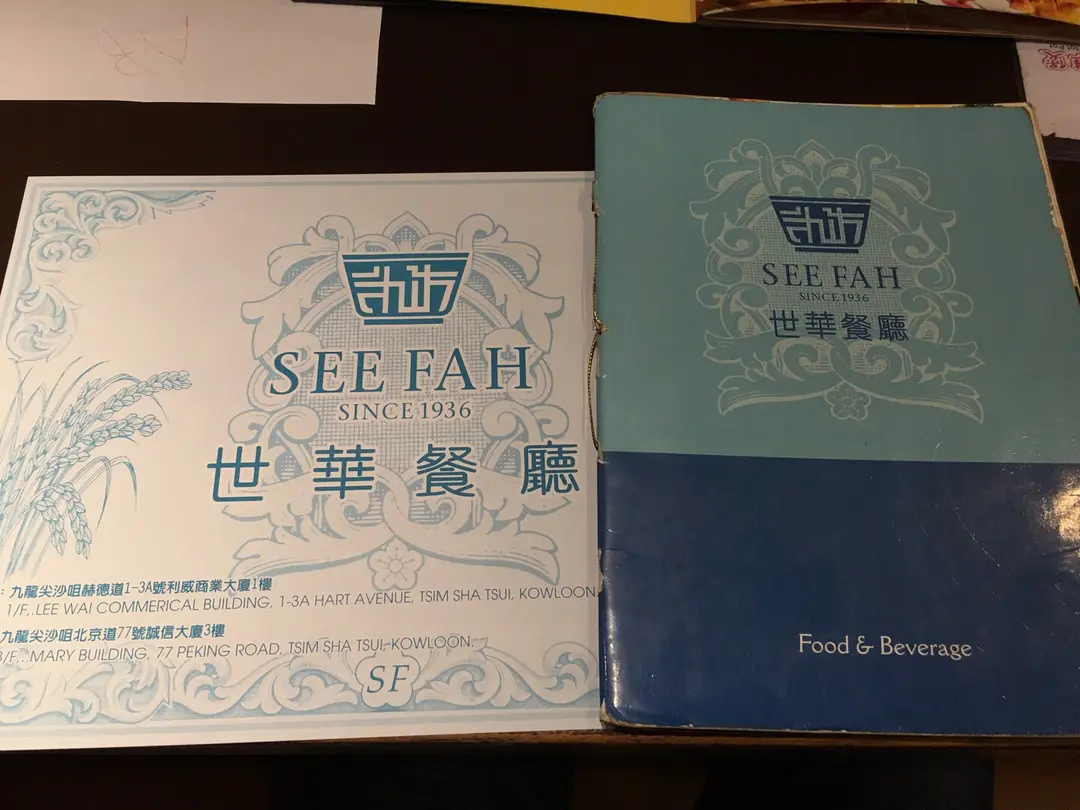 SEE FAH
SINCE 1936
世華餐廳
: 九龍尖沙咀赫德道1-3A號利威商業大廈1樓
1/F., LEE WAI COMMERICAL BUILDING, 1-3A HART AVENUE, TSIM SHA TSUI, KOWLOON
九龍尖沙咀北京道77號誠信大廈3樓
3/F., MARY BUILDING, 77 PEKING ROAD, TSIM SHA TSUI, KOWLOON.
SF
SEE FAH
SINCE 1936
世華餐廳
Food & Beverage